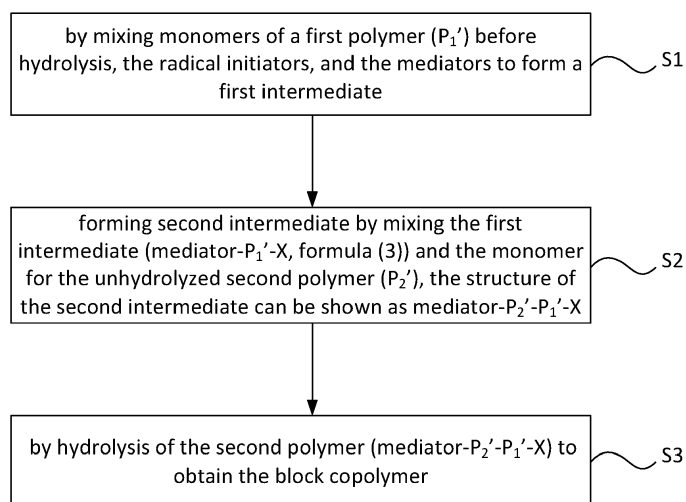 by mixing monomers of a first polymer (P₁’) before
hydrolysis, the radical initiators, and the mediators to form a
first intermediate
S1
forming second intermediate by mixing the first
intermediate (mediator-P₁’-X, formula (3)) and the monomer
for the unhydrolyzed second polymer (P₂’), the structure of
the second intermediate can be shown as mediator-P₂’-P₁’-X
S2
by hydrolysis of the second polymer (mediator-P₂’-P₁’-X) to
obtain the block copolymer
S3